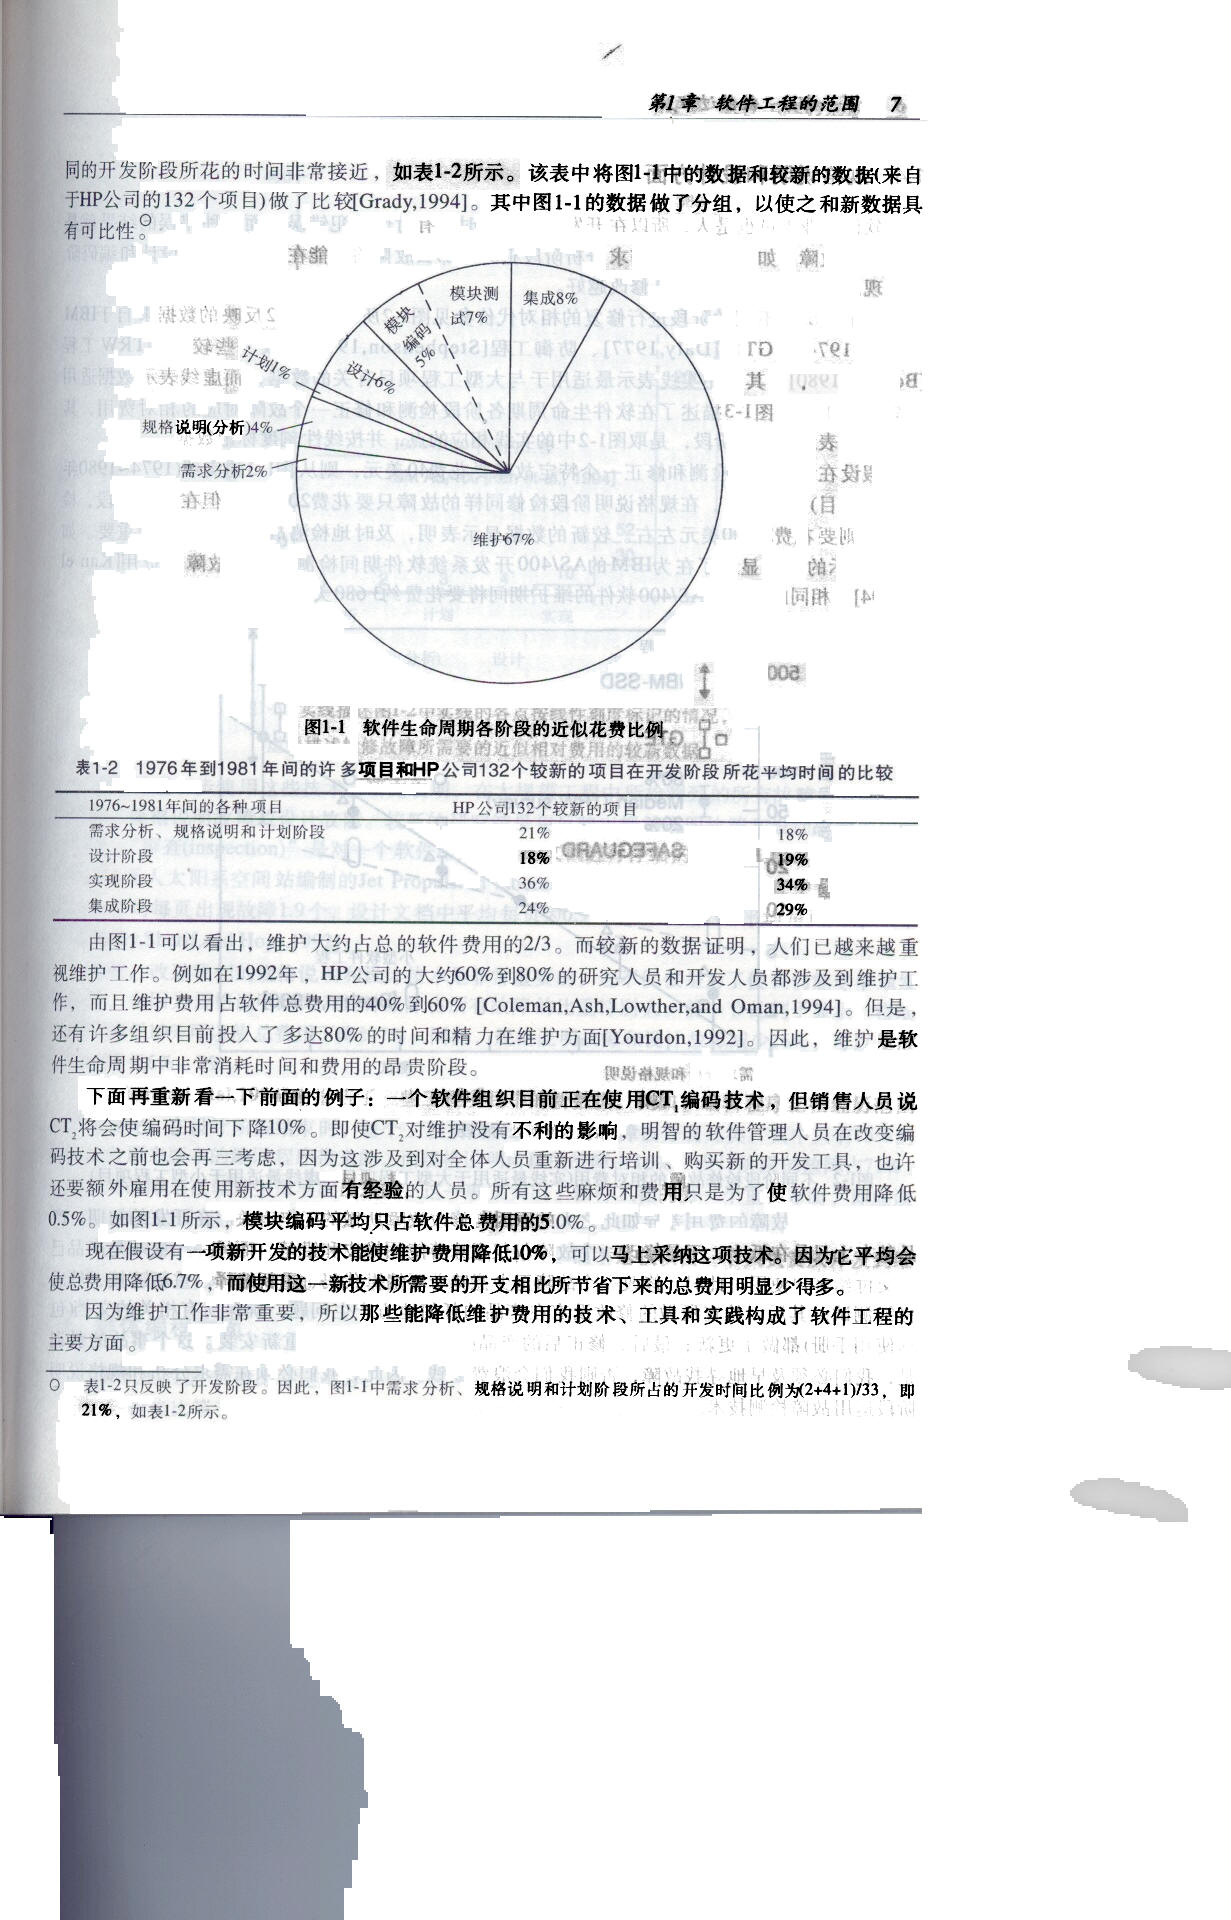 第1章 软件工程的范围 7
同的开发阶段所花的时间非常接近，如表1-2所示。该表中将图1-1中的数据和较新的数据(来自
于HP公司的132个项目)做了比较[Grady,1994]。其中图1-1的数据做了分组，以使之和新数据具
有可比性。○
模块测
试7%
集成8%
模块
编码
5%
设计6%
计划1%
规格说明(分析)4%
需求分析2%
维护67%
图1-1 软件生命周期各阶段的近似花费比例
表1-2 1976年到1981年间的许多项目和HP公司132个较新的项目在开发阶段所花平均时间的比较
1976~1981年间的各种项目 HP公司132个较新的项目
需求分析、规格说明和计划阶段 21% 18%
设计阶段 18% 19%
实现阶段 36% 34%
集成阶段 24% 29%
由图1-1可以看出，维护大约占总的软件费用的2/3。而较新的数据证明，人们已越来越重
视维护工作。例如在1992年，HP公司的大约60%到80%的研究人员和开发人员都涉及到维护工
作，而且维护费用占软件总费用的40%到60% [Coleman,Ash,Lowther,and Oman,1994]。但是，
还有许多组织目前投入了多达80%的时间和精力在维护方面[Yourdon,1992]。因此，维护是软
件生命周期中非常消耗时间和费用的昂贵阶段。
下面再重新看一下前面的例子：一个软件组织目前正在使用CT₁编码技术，但销售人员说
CT₂将会使编码时间下降10%。即使CT₂对维护没有不利的影响，明智的软件管理人员在改变编
码技术之前也会再三考虑，因为这涉及到对全体人员重新进行培训、购买新的开发工具，也许
还要额外雇用在使用新技术方面有经验的人员。所有这些麻烦和费用只是为了使软件费用降低
0.5%。如图1-1所示，模块编码平均只占软件总费用的5.0%。
现在假设有一项新开发的技术能使维护费用降低10%，可以马上采纳这项技术。因为它平均会
使总费用降低6.7%，而使用这一新技术所需要的开支相比所节省下来的总费用明显少得多。
因为维护工作非常重要，所以那些能降低维护费用的技术、工具和实践构成了软件工程的
主要方面。
○ 表1-2只反映了开发阶段。因此，图1-1中需求分析、规格说明和计划阶段所占的开发时间比例为(2+4+1)/33，即
21%，如表1-2所示。